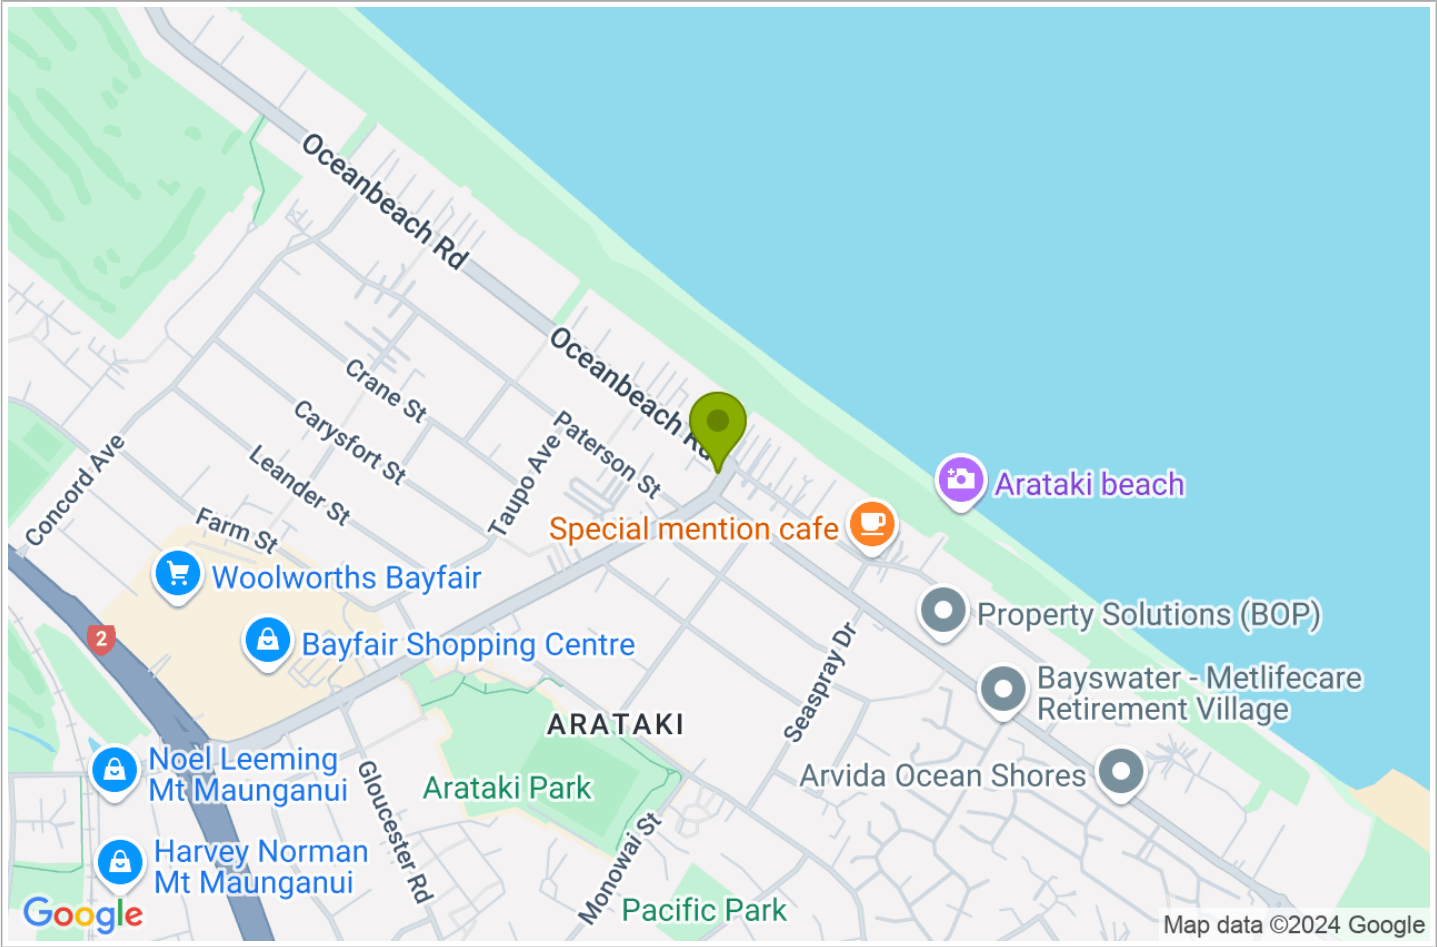 Oceanbeach Rd
Oceanbeach Rd
Crane St
Carysfort St
Paterson St
Concord Ave
Leander St
Taupo Ave
Arataki beach
Farm St
Special mention cafe
Woolworths Bayfair
Property Solutions (BOP)
2
Bayfair Shopping Centre
Seaspray Dr
Bayswater - Metlifecare
Retirement Village
ARATAKI
Noel Leeming
Mt Maunganui
Arataki Park
Arvida Ocean Shores
Gloucester Rd
Harvey Norman
Mt Maunganui
Monowai St
Pacific Park
Google
Map data ©2024 Google